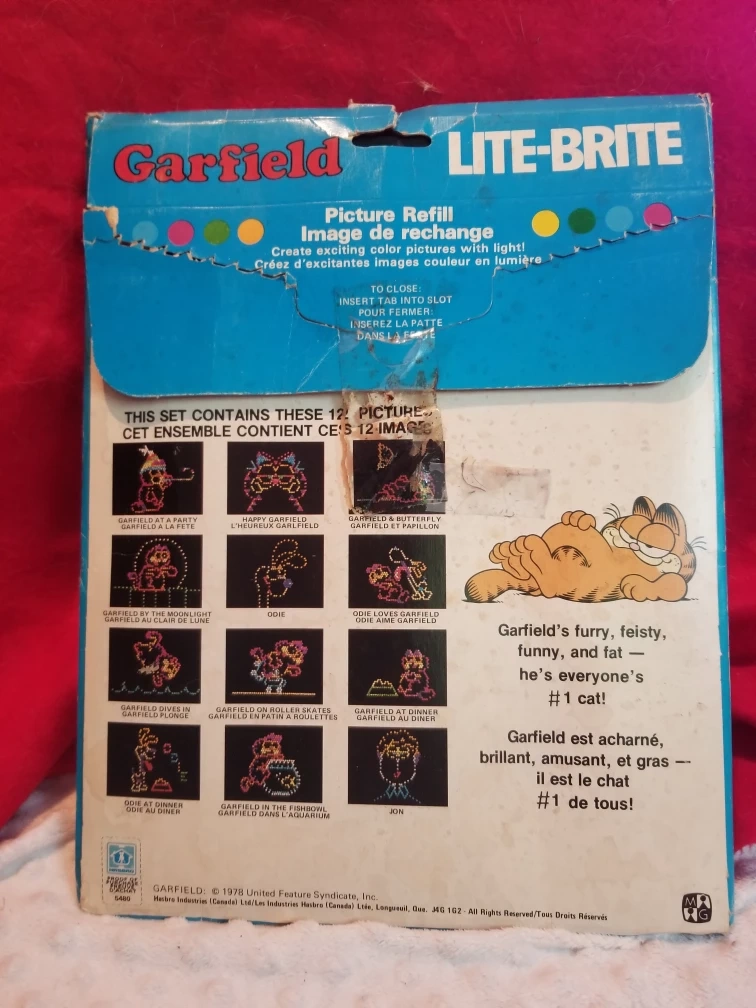 Garfield LITE-BRITE
Picture Refill
Image de rechange
Create exciting color pictures with light!
Créez d'excitantes images couleur en lumière
TO CLOSE:
INSERT TAB INTO SLOT
POUR FERMER:
INSEREZ LA PATTE
DANS LA FENTE
THIS SET CONTAINS THESE 12 PICTURES
CET ENSEMBLE CONTIENT CES 12 IMAGES
GARFIELD AT A PARTY
GARFIELD A LA FETE
HAPPY GARFIELD
L'HEUREUX GARLFIELD
GARFIELD & BUTTERFLY
GARFIELD ET PAPILLON
GARFIELD BY THE MOONLIGHT
GARFIELD AU CLAIR DE LUNE
ODIE
ODIE LOVES GARFIELD
ODIE AIME GARFIELD
GARFIELD DIVES IN
GARFIELD PLONGE
GARFIELD ON ROLLER SKATES
GARFIELD EN PATIN A ROULETTES
GARFIELD AT DINNER
GARFIELD AU DINER
ODIE AT DINNER
ODIE AU DINER
GARFIELD IN THE FISHBOWL
GARFIELD DANS L'AQUARIUM
JON
Garfield's furry, feisty,
funny, and fat —
he's everyone's
#1 cat!
Garfield est acharné,
brillant, amusant, et gras —
il est le chat
#1 de tous!
5480
GARFIELD: © 1978 United Feature Syndicate, Inc.
Hasbro Industries (Canada) Ltd/Les Industries Hasbro (Canada) Ltée, Longueuil, Que. J4G 1G2 - All Rights Reserved/Tous Droits Réservés
M
G